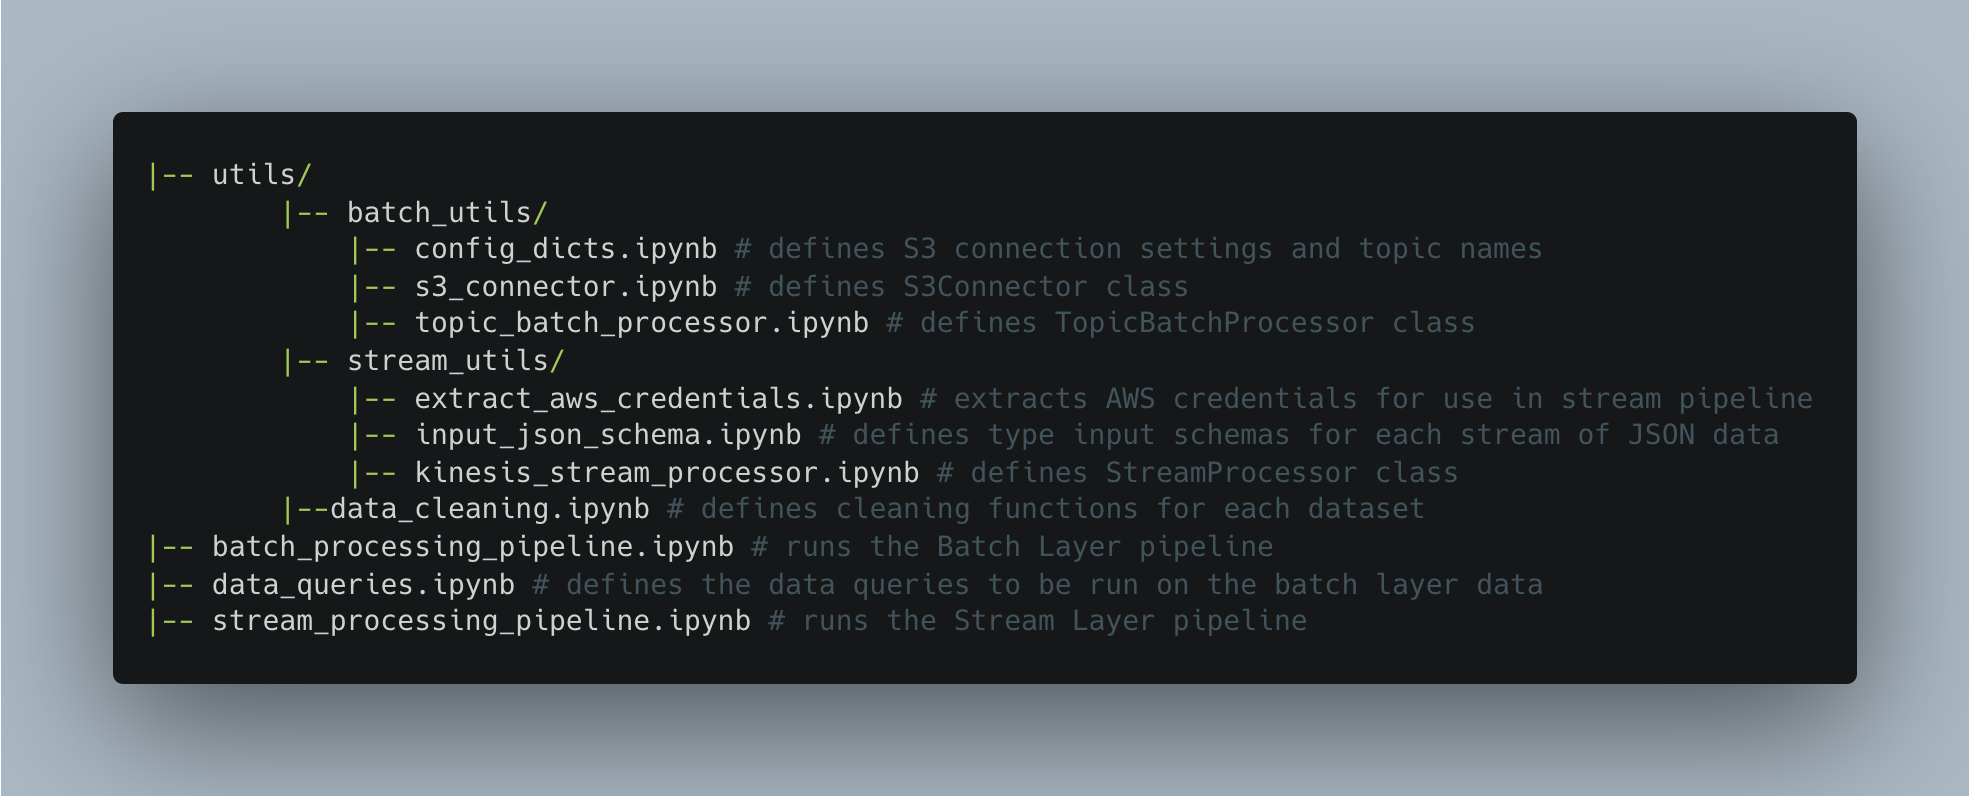 |-- utils/
        |-- batch_utils/
            |-- config_dicts.ipynb # defines S3 connection settings and topic names
            |-- s3_connector.ipynb # defines S3Connector class
            |-- topic_batch_processor.ipynb # defines TopicBatchProcessor class
        |-- stream_utils/
            |-- extract_aws_credentials.ipynb # extracts AWS credentials for use in stream pipeline
            |-- input_json_schema.ipynb # defines type input schemas for each stream of JSON data
            |-- kinesis_stream_processor.ipynb # defines StreamProcessor class
        |--data_cleaning.ipynb # defines cleaning functions for each dataset
|-- batch_processing_pipeline.ipynb # runs the Batch Layer pipeline
|-- data_queries.ipynb # defines the data queries to be run on the batch layer data
|-- stream_processing_pipeline.ipynb # runs the Stream Layer pipeline